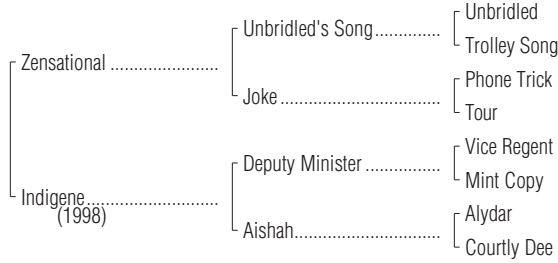 Unbridled
Unbridled's Song..............
Trolley Song
Zensational .......................
Phone Trick
Joke ..................................
Tour
Vice Regent
Deputy Minister ................
Mint Copy
Indigene............................
(1998)
Alydar
Aishah...............................
Courtly Dee